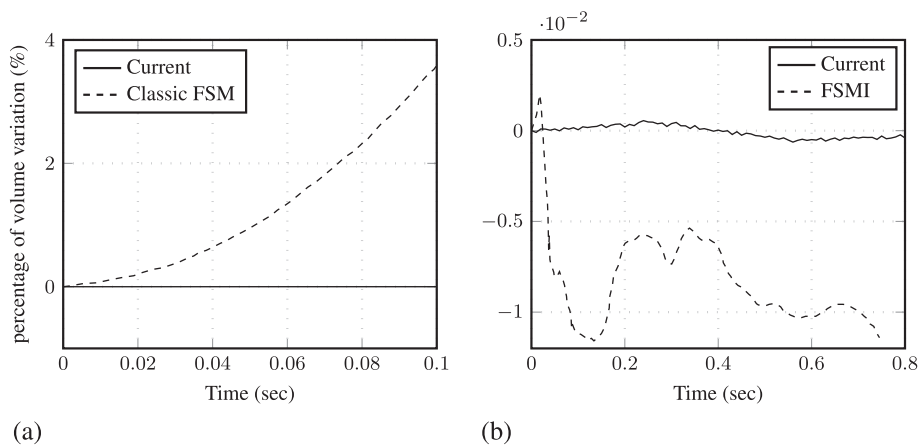 percentage of volume variation (%)
4
2
0
0
0.02
0.04
0.06
0.08
0.1
Time (sec)
Current
Classic FSM
(a)
·10−2
0.5
0
−0.5
−1
0
0.2
0.4
0.6
0.8
Time (sec)
Current
FSMI
(b)